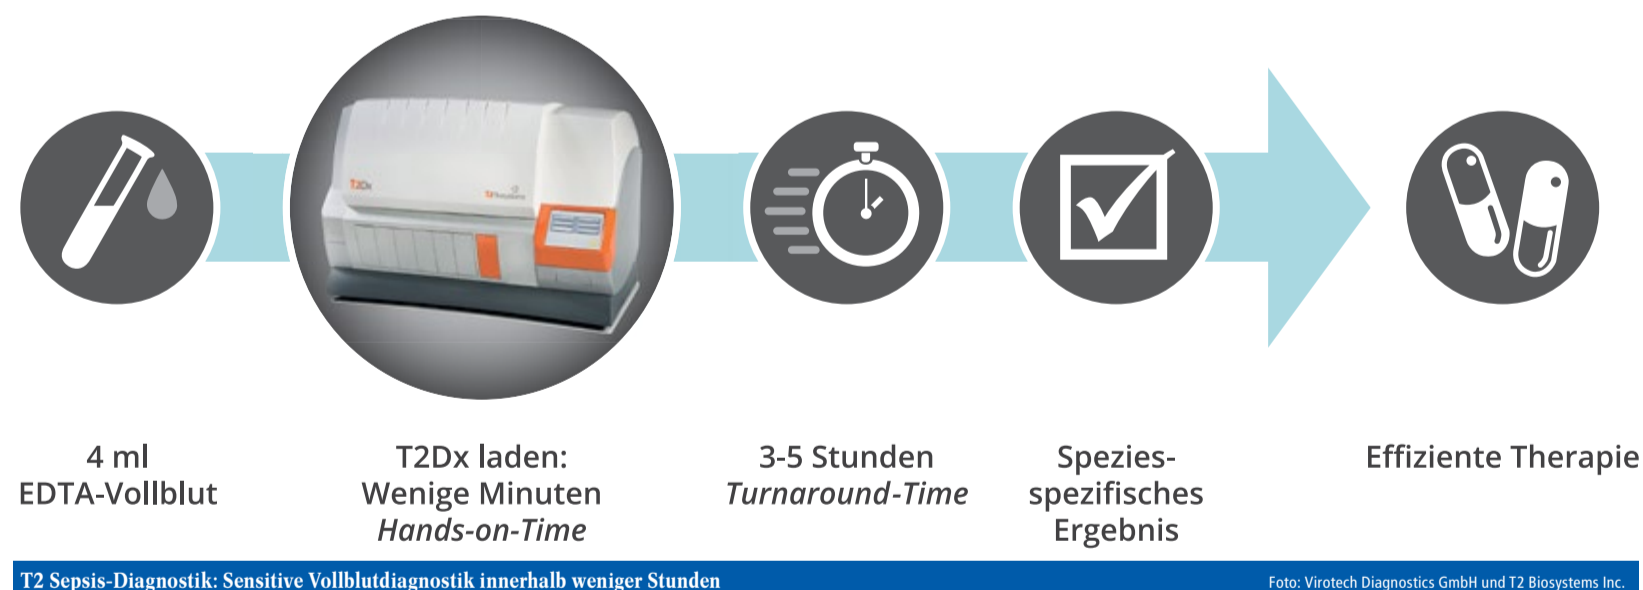 T2Dx
4 ml
EDTA-Vollblut
T2Dx laden:
Wenige Minuten
Hands-on-Time
3-5 Stunden
Turnaround-Time
Spezies-
spezifisches
Ergebnis
Effiziente Therapie
T2 Sepsis-Diagnostik: Sensitive Vollblutdiagnostik innerhalb weniger Stunden
Foto: Virotech Diagnostics GmbH und T2 Biosystems Inc.